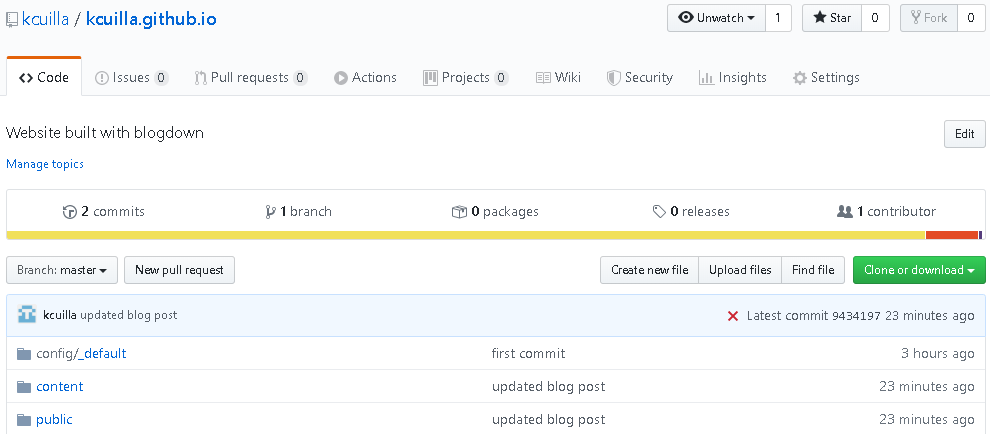 kcuilla / kcuilla.github.io Unwatch 1 Star 0 Fork 0
Code Issues 0 Pull requests 0 Actions Projects 0 Wiki Security Insights Settings
Website built with blogdown Edit
Manage topics
2 commits 1 branch 0 packages 0 releases 1 contributor
Branch: master New pull request Create new file Upload files Find file Clone or download
kcuilla updated blog post Latest commit 9434197 23 minutes ago
config/_default first commit 3 hours ago
content updated blog post 23 minutes ago
public updated blog post 23 minutes ago